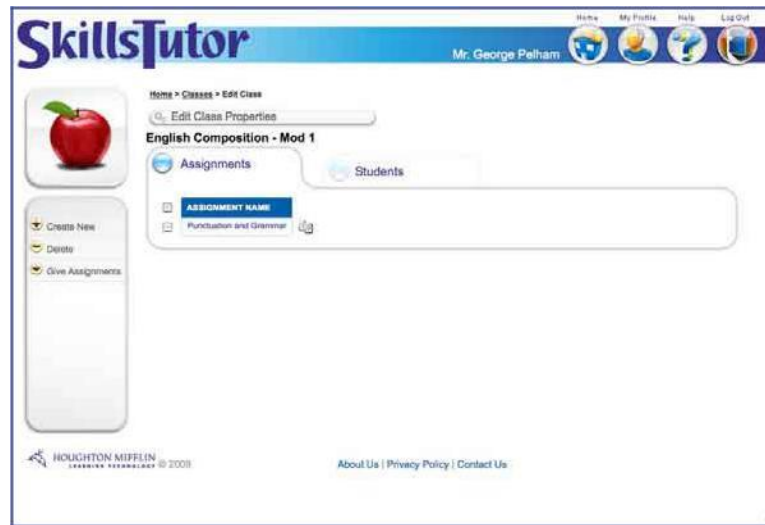 Home My Profile Help Log Out
SkillsTutor
Mr. George Pelham
Home > Classes > Edit Class
Edit Class Properties
English Composition - Mod 1
Assignments
Students
ASSIGNMENT NAME
Punctuation and Grammar
Create New
Delete
Give Assignments
HOUGHTON MIFFLIN
LEARNING TECHNOLOGY © 2009
About Us | Privacy Policy | Contact Us